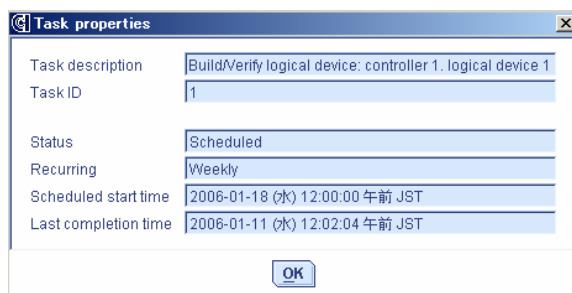 Task properties
Task description Build/Verify logical device: controller 1. logical device 1
Task ID 1
Status Scheduled
Recurring Weekly
Scheduled start time 2006-01-18 (水) 12:00:00 午前 JST
Last completion time 2006-01-11 (水) 12:02:04 午前 JST
OK